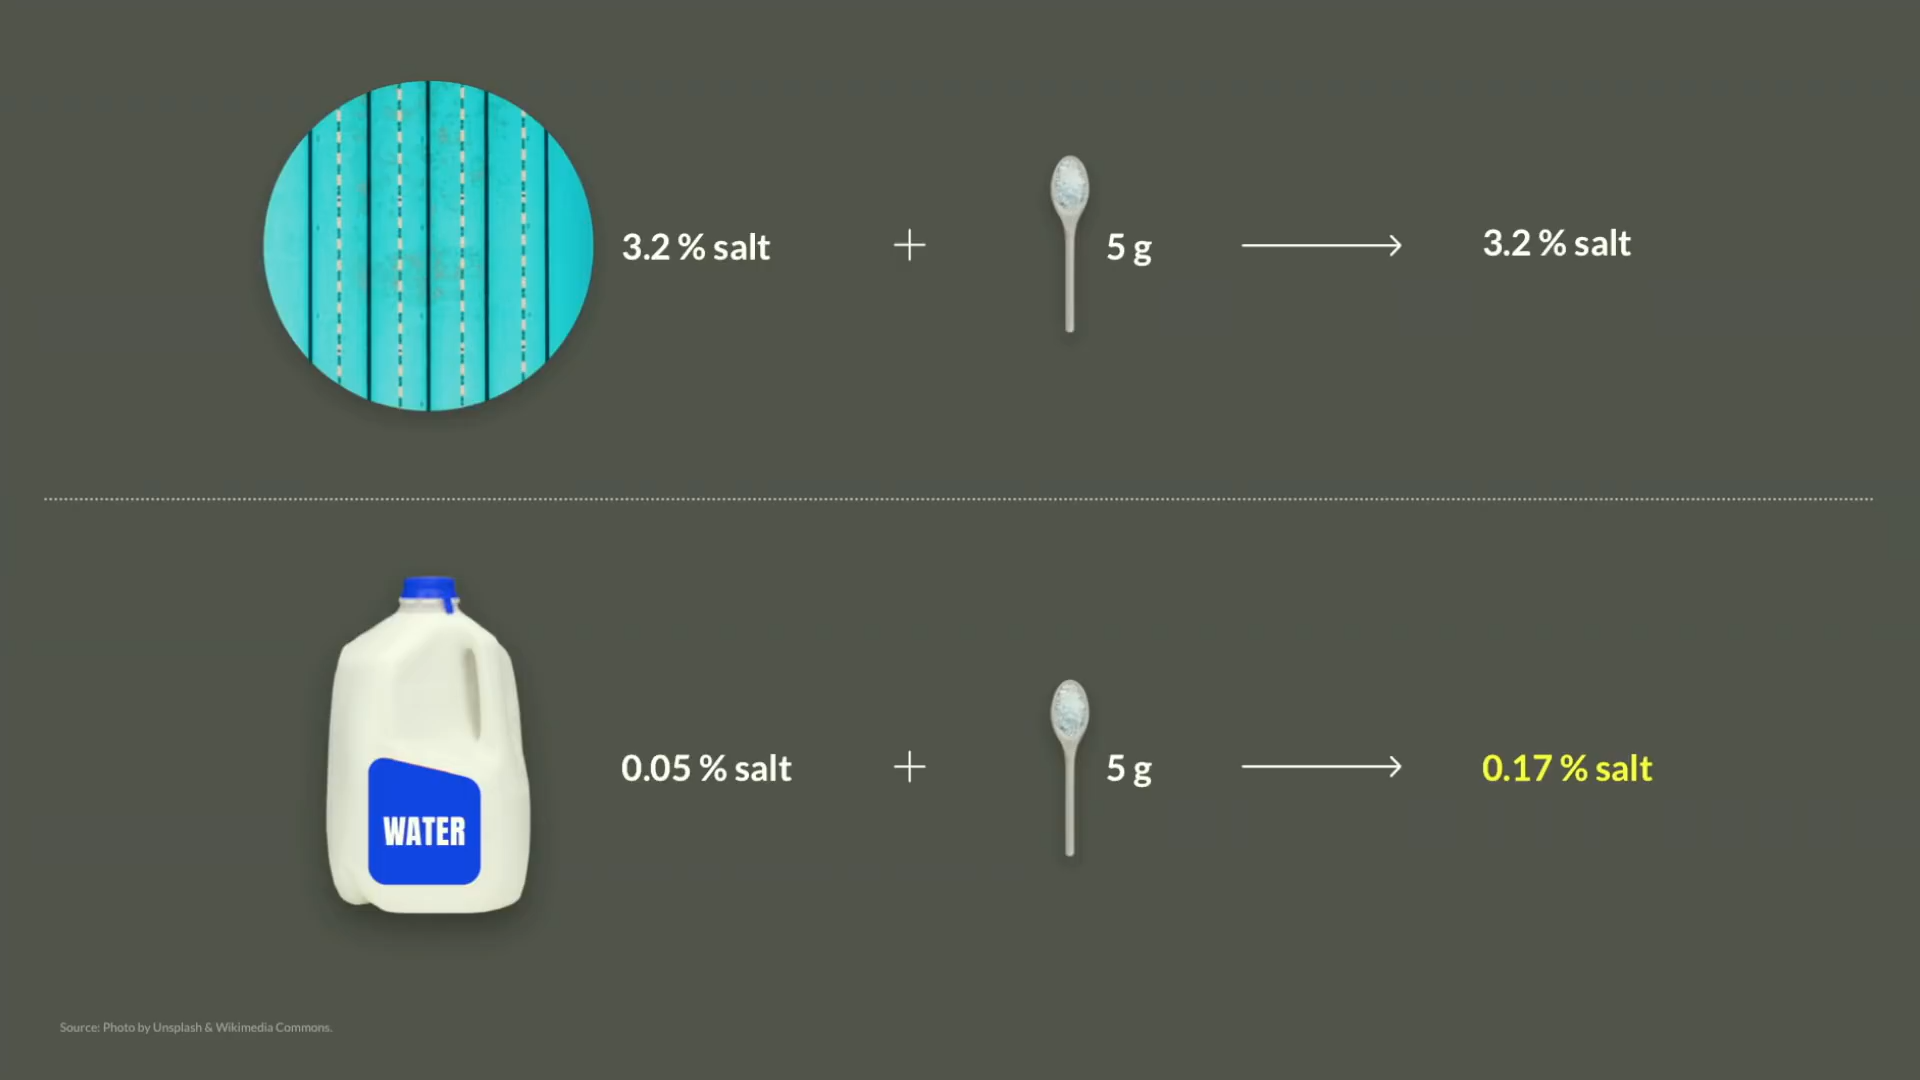 3.2 % salt + 5 g → 3.2 % salt
0.05 % salt + 5 g → 0.17 % salt
WATER
Source: Photo by Unsplash & Wikimedia Commons.